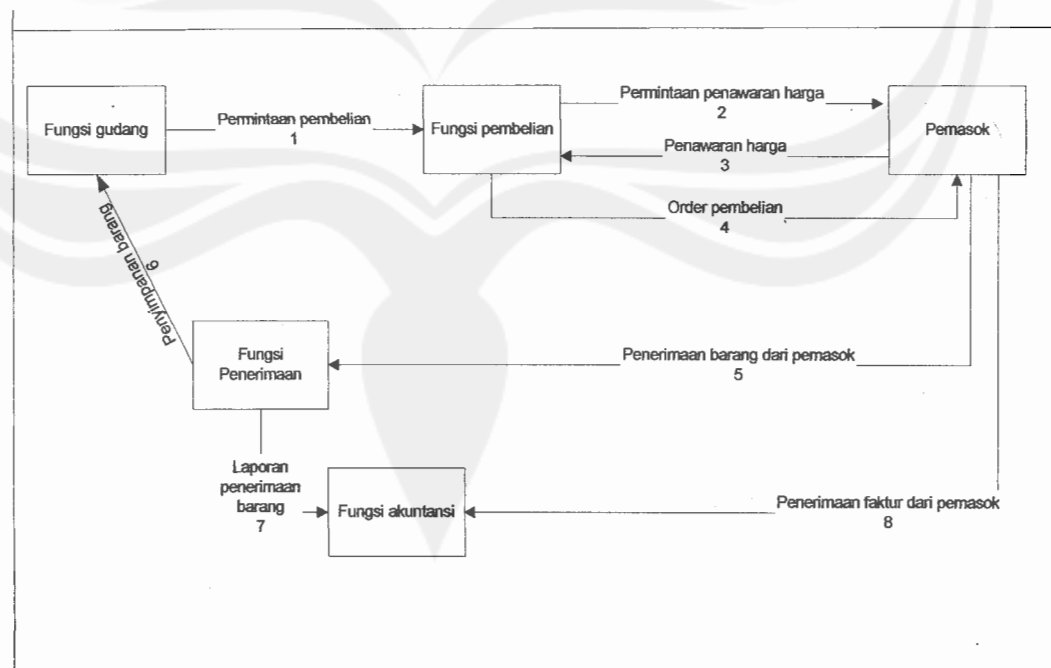 Fungsi gudang
Permintaan pembelian
1
Fungsi pembelian
Permintaan penawaran harga
2
Penawaran harga
3
Order pembelian
4
Pemasok
Penyimpanan barang
6
Fungsi
Penerimaan
Penerimaan barang dari pemasok
5
Laporan
penerimaan
barang
7
Fungsi akuntansi
Penerimaan faktur dari pemasok
8